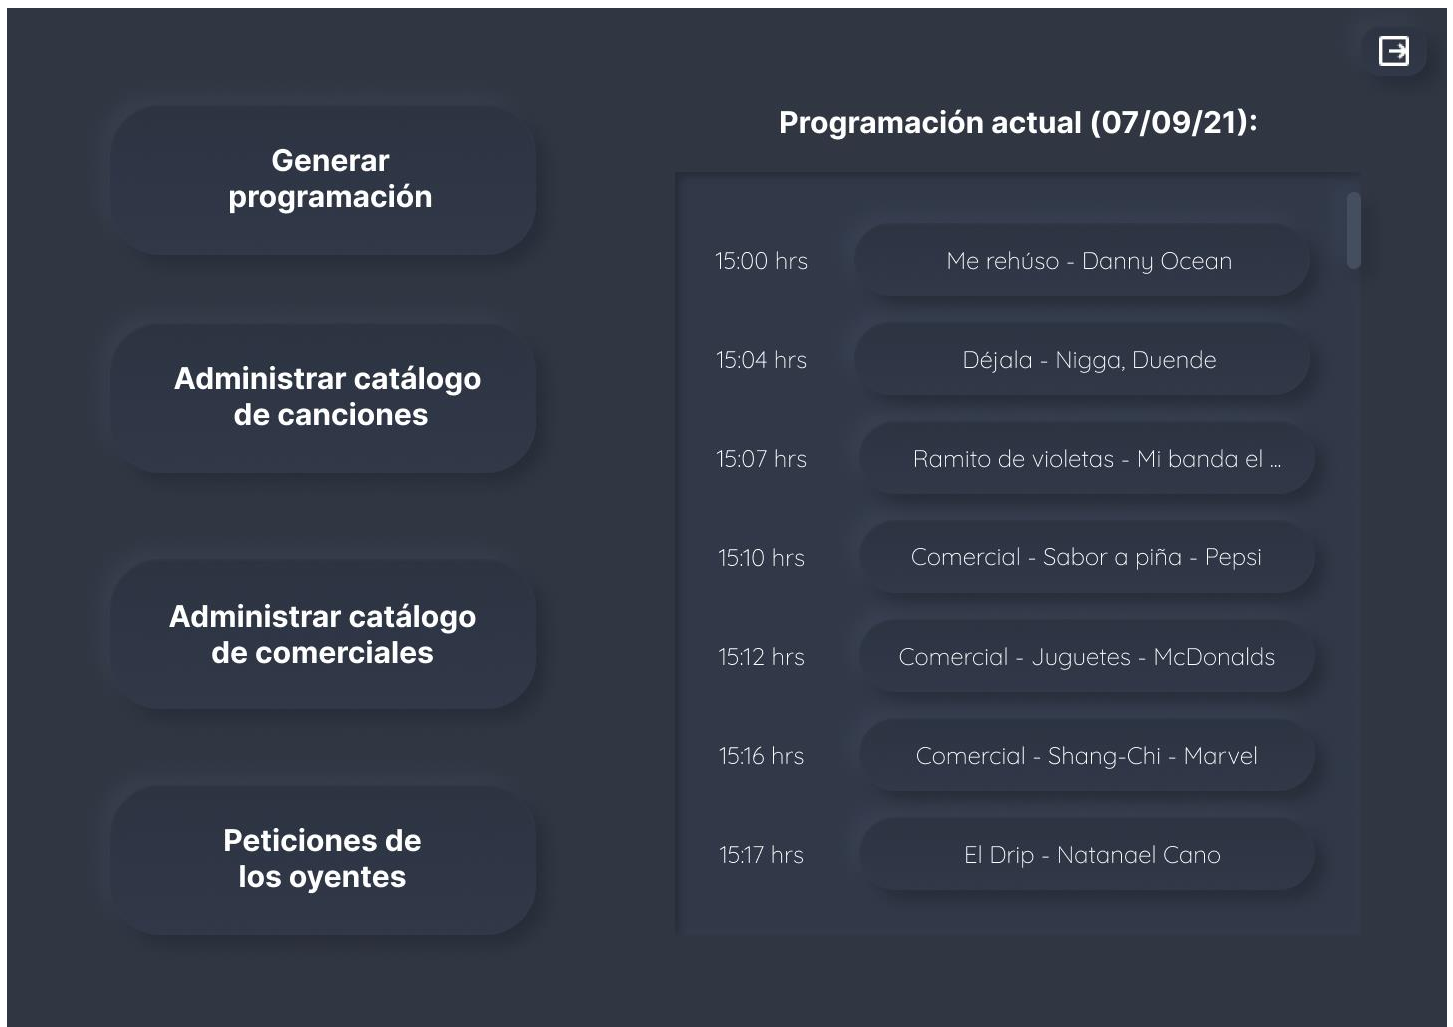 Generar
programación
Administrar catálogo
de canciones
Administrar catálogo
de comerciales
Peticiones de
los oyentes
Programación actual (07/09/21):
15:00 hrs Me rehúso - Danny Ocean
15:04 hrs Déjala - Nigga, Duende
15:07 hrs Ramito de violetas - Mi banda el ...
15:10 hrs Comercial - Sabor a piña - Pepsi
15:12 hrs Comercial - Juguetes - McDonalds
15:16 hrs Comercial - Shang-Chi - Marvel
15:17 hrs El Drip - Natanael Cano